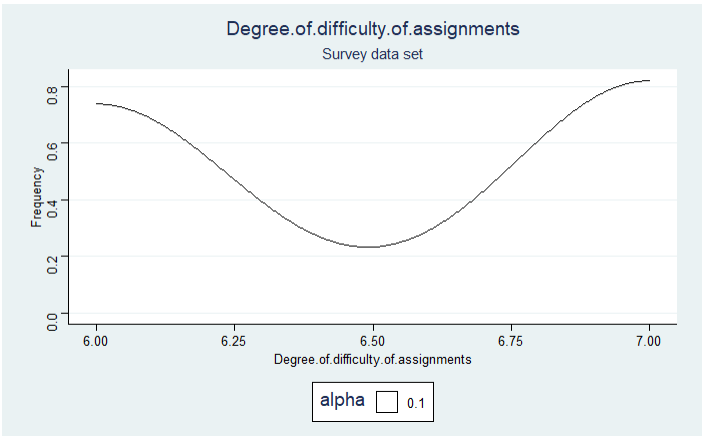 Degree.of.difficulty.of.assignments
Survey data set
Frequency
0.8
0.6
0.4
0.2
0.0
6.00 6.25 6.50 6.75 7.00
Degree.of.difficulty.of.assignments
alpha 0.1